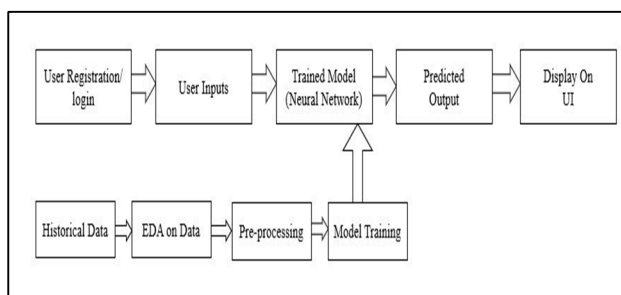 User Registration/
login
User Inputs
Trained Model
(Neural Network)
Predicted
Output
Display On
UI
Historical Data
EDA on Data
Pre-processing
Model Training